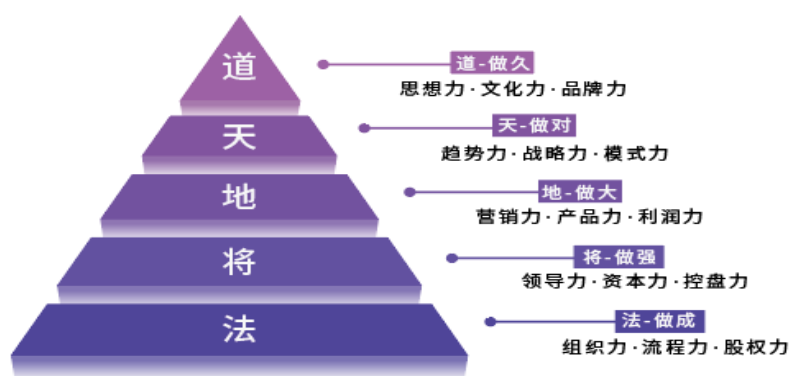 道
道-做久
思想力·文化力·品牌力
天
天-做对
趋势力·战略力·模式力
地
地-做大
营销力·产品力·利润力
将
将-做强
领导力·资本力·控盘力
法
法-做成
组织力·流程力·股权力